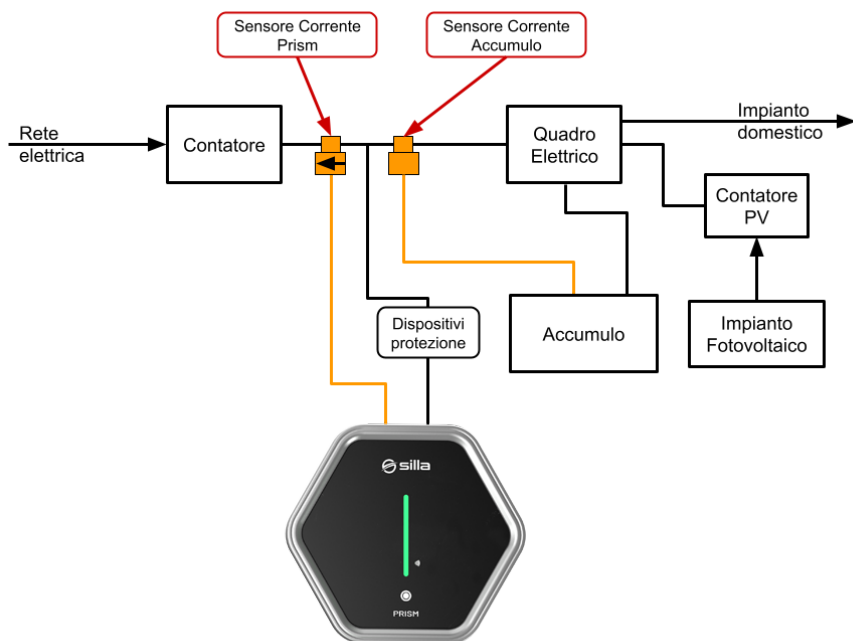 Sensore Corrente
Prism
Sensore Corrente
Accumulo
Rete
elettrica
Contatore
Quadro
Elettrico
Impianto
domestico
Contatore
PV
Dispositivi
protezione
Accumulo
Impianto
Fotovoltaico
silla
PRISM